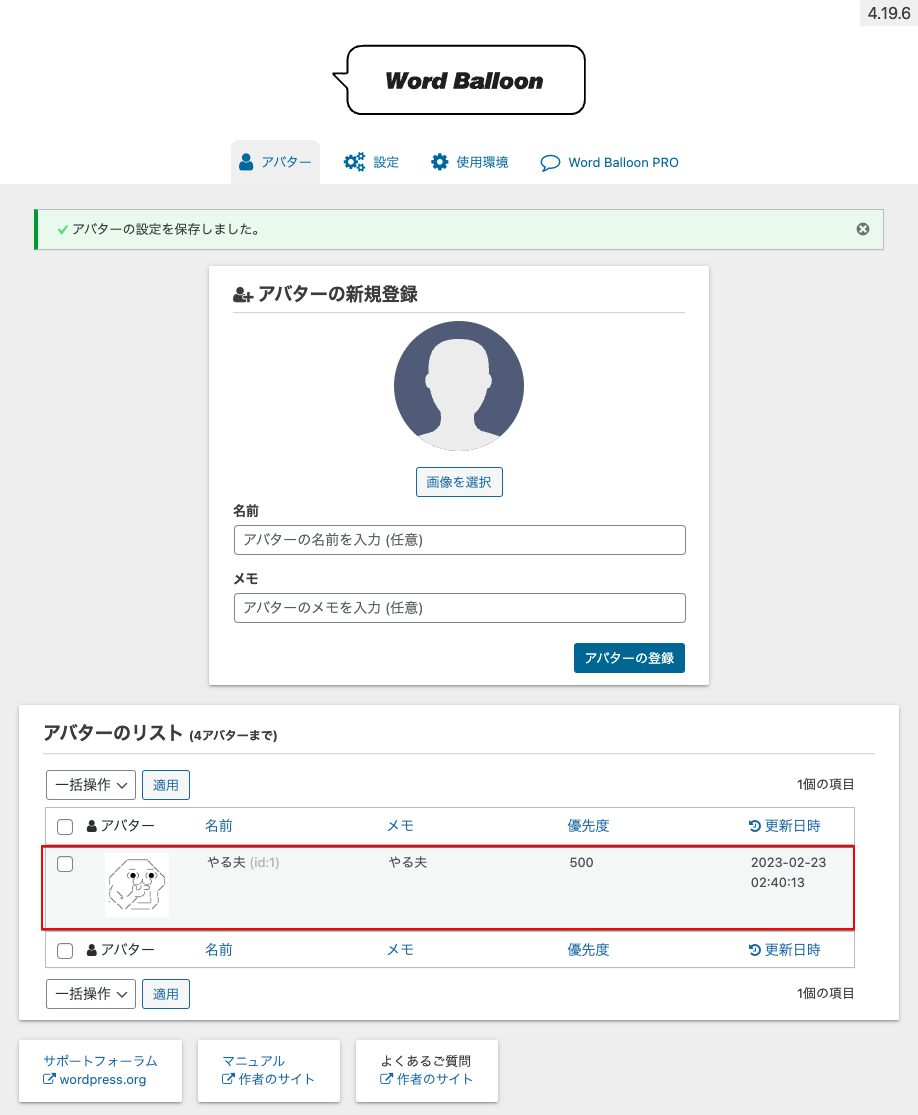 4.19.6
Word Balloon
アバター 設定 使用環境 Word Balloon PRO
アバターの設定を保存しました。
アバターの新規登録
画像を選択
名前
アバターの名前を入力 (任意)
メモ
アバターのメモを入力 (任意)
アバターの登録
アバターのリスト (4アバターまで)
一括操作 適用 1個の項目
アバター 名前 メモ 優先度 更新日時
やる夫 (id:1) やる夫 500 2023-02-23
02:40:13
アバター 名前 メモ 優先度 更新日時
一括操作 適用 1個の項目
サポートフォーラム
wordpress.org
マニュアル
作者のサイト
よくあるご質問
作者のサイト